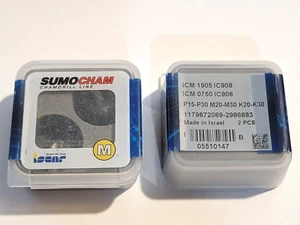 SUMOCHAM
CHAMDRILL LINE
M
iscar
ICM 1905 IC908
ICM 0750 IC908
P15-P30 M20-M30 K20-K30
1179872089-2986883
Made in Israel 2 PCS
B
05510147